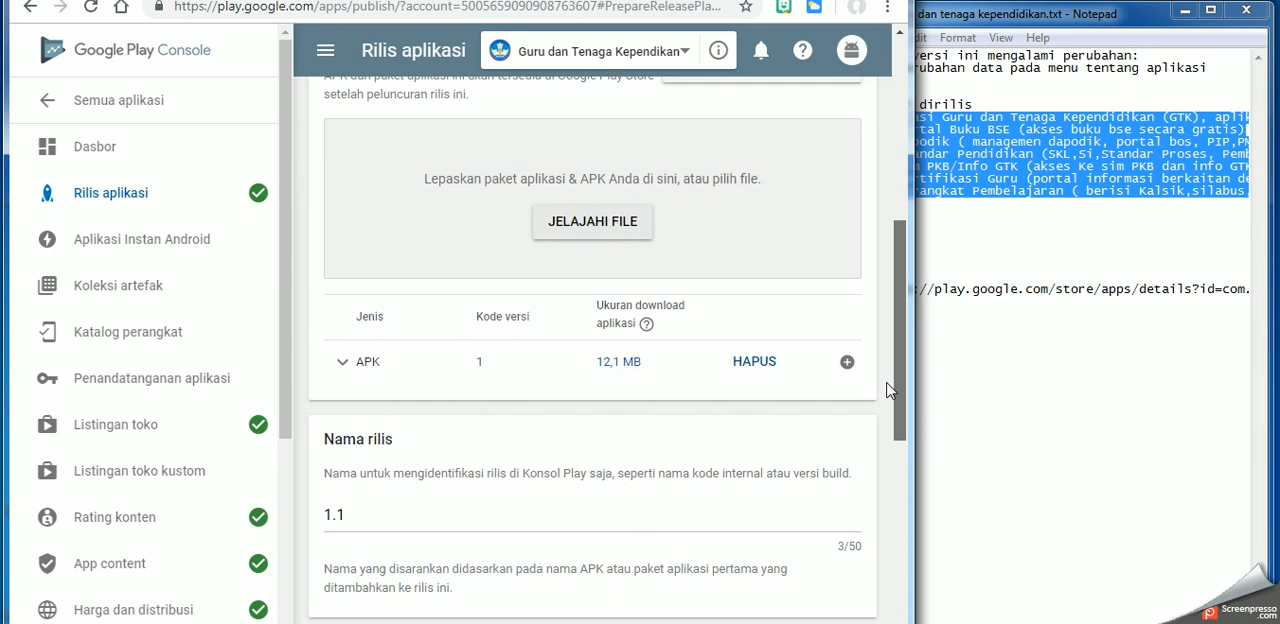 https://play.google.com/apps/publish/?account=5005659090908763607#PrepareReleasePla...
Google Play Console
Semua aplikasi
Dasbor
Rilis aplikasi
Aplikasi Instan Android
Koleksi artefak
Katalog perangkat
Penandatanganan aplikasi
Listingan toko
Listingan toko kustom
Rating konten
App content
Harga dan distribusi
Rilis aplikasi
Guru dan Tenaga Kependidikan
setelah peluncuran rilis ini.
Lepaskan paket aplikasi & APK Anda di sini, atau pilih file.
JELAJAHI FILE
Jenis
Kode versi
Ukuran download
aplikasi
APK
1
12,1 MB
HAPUS
Nama rilis
Nama untuk mengidentifikasi rilis di Konsol Play saja, seperti nama kode internal atau versi build.
1.1
3/50
Nama yang disarankan didasarkan pada nama APK atau paket aplikasi pertama yang
ditambahkan ke rilis ini.
dan tenaga kependidikan.txt - Notepad
dit Format View Help
versi ini mengalami perubahan:
rubahan data pada menu tentang aplikasi
dirilis
asi Guru dan Tenaga Kependidikan (GTK), aplik
rtal Buku BSE (akses buku bse secara gratis)
podik ( managemen dapodik, portal bos, PIP,PM
andar Pendidikan (SKL,Si,Standar Proses, Pemb
m PKB/Info GTK (akses Ke sim PKB dan info GTK
rtifikasi Guru (portal informasi berkaitan de
rangkat Pembelajaran ( berisi Kalsik,silabus,
://play.google.com/store/apps/details?id=com.
Screenpresso
.com